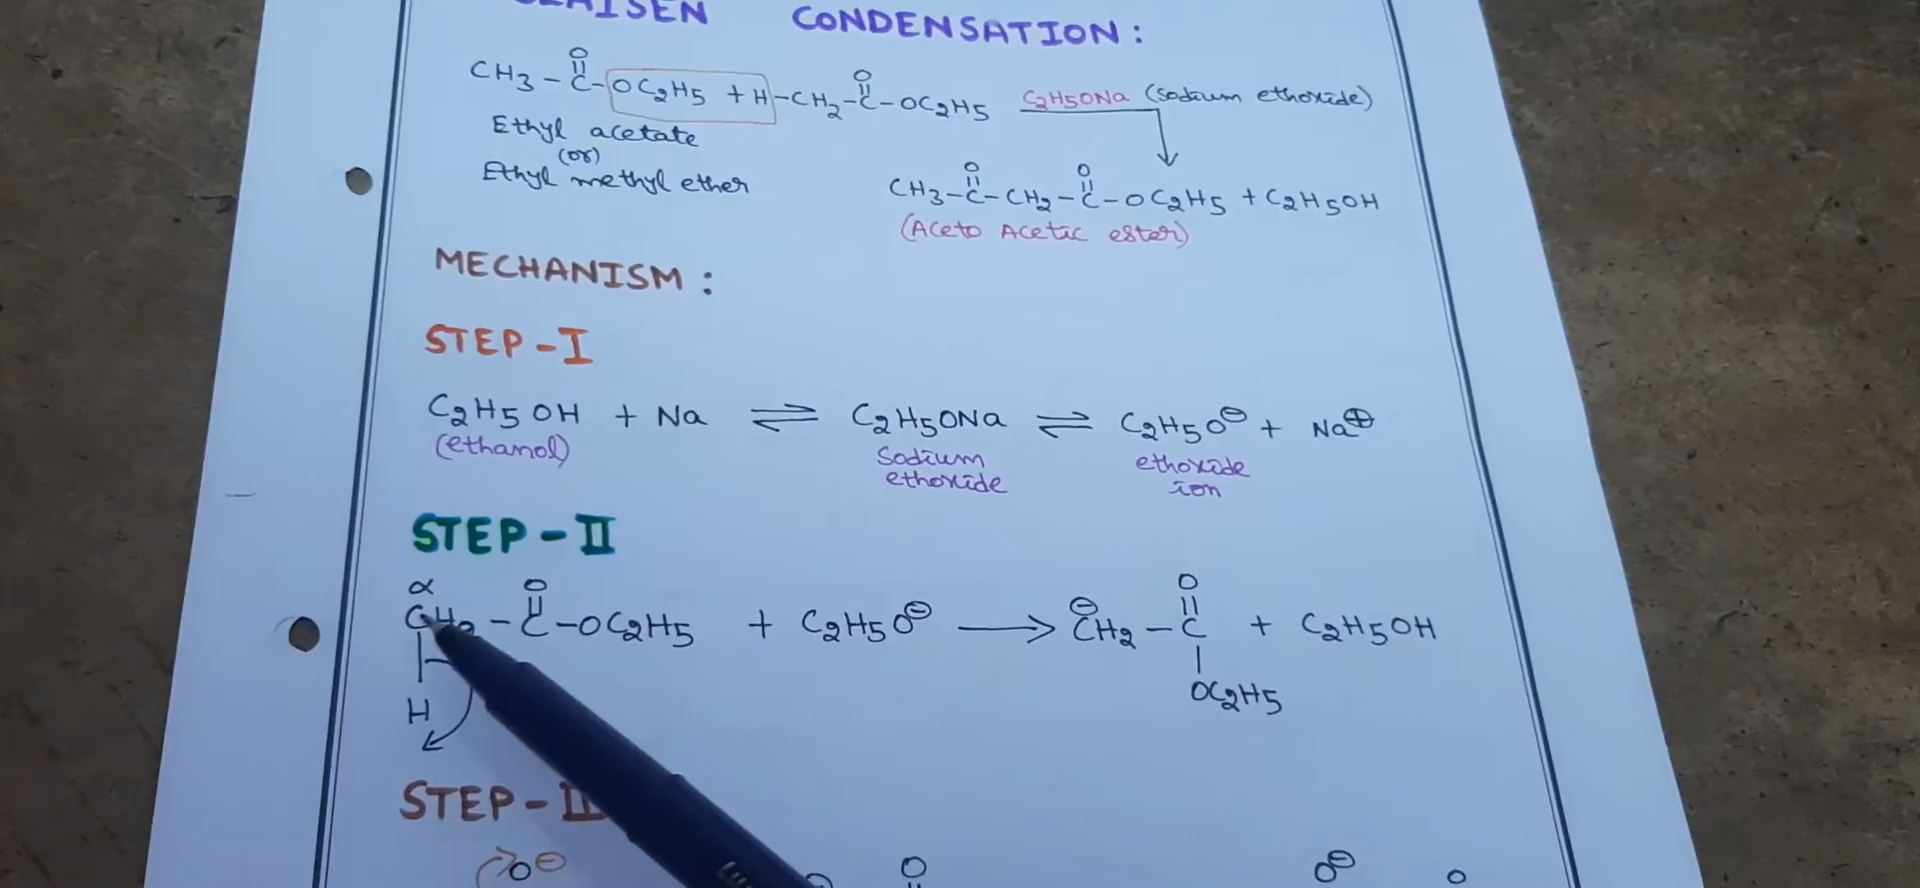 CONDENSATION:
O O
CH3 - C - OC2H5 + H - CH2 - C - OC2H5 C2H5ONa (sodium ethoxide)
Ethyl acetate
(or)
Ethyl methyl ether
O O
CH3 - C - CH2 - C - OC2H5 + C2H5OH
(Aceto Acetic ester)
MECHANISM:
STEP - I
C2H5OH + Na ⇌ C2H5ONa ⇌ C2H5O⊖ + Na⊕
(ethanol) Sodium ethoxide ethoxide ion
STEP - II
α O ⊖ O
CH2 - C - OC2H5 + C2H5O⊖ → CH2 - C + C2H5OH
H OC2H5
STEP -
O⊖ O O⊖ O